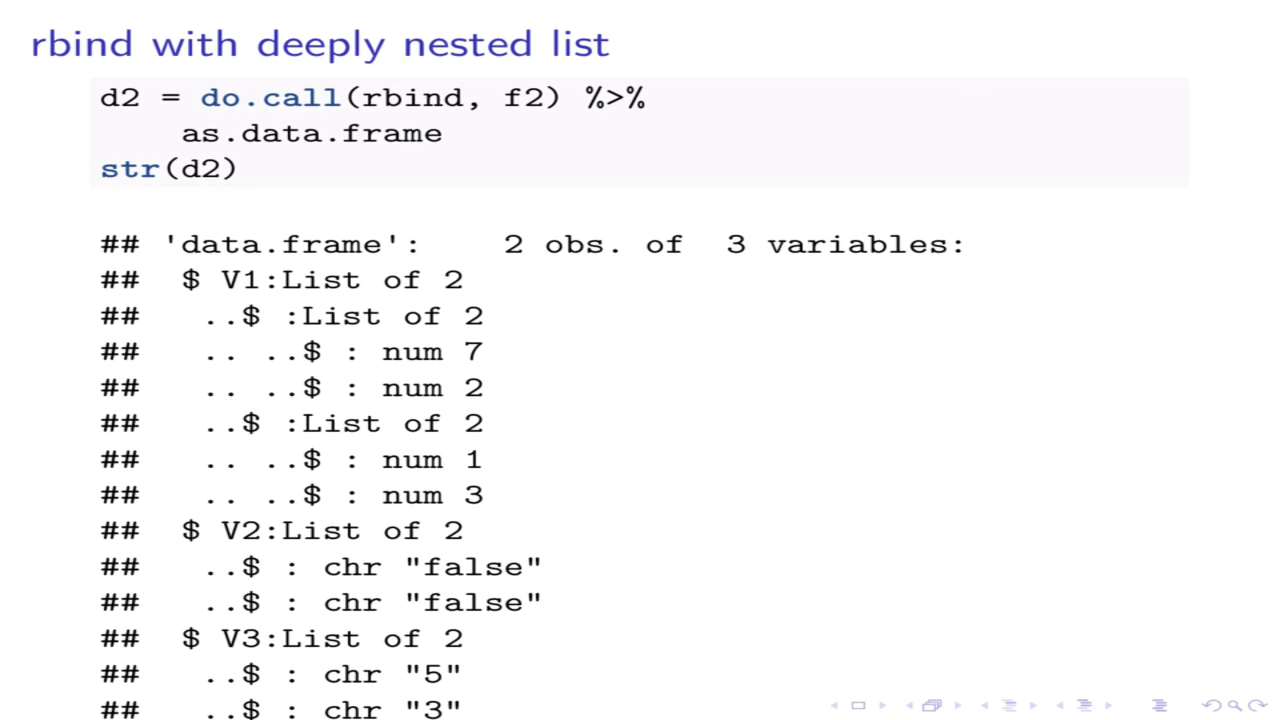 rbind with deeply nested list
d2 = do.call(rbind, f2) %>%
    as.data.frame
str(d2)
## 'data.frame':    2 obs. of  3 variables:
##  $ V1:List of 2
##   ..$ :List of 2
##   .. ..$ : num 7
##   .. ..$ : num 2
##   ..$ :List of 2
##   .. ..$ : num 1
##   .. ..$ : num 3
##  $ V2:List of 2
##   ..$ : chr "false"
##   ..$ : chr "false"
##  $ V3:List of 2
##   ..$ : chr "5"
##   ..$ : chr "3"